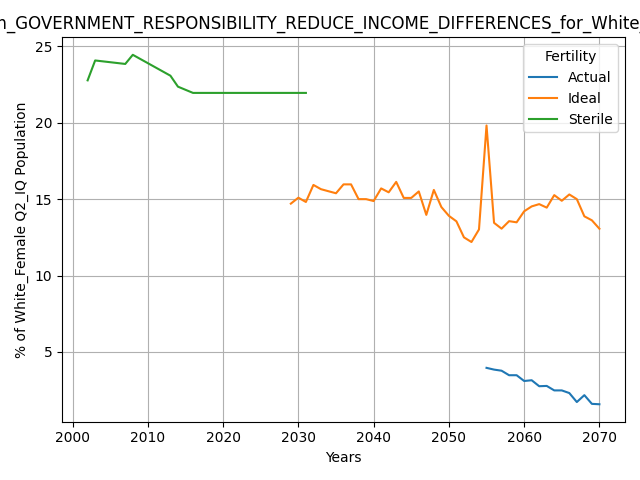 n_GOVERNMENT_RESPONSIBILITY_REDUCE_INCOME_DIFFERENCES_for_White_
% of White_Female Q2_IQ Population
25
20
15
10
5
Fertility
Actual
Ideal
Sterile
2000 2010 2020 2030 2040 2050 2060 2070
Years